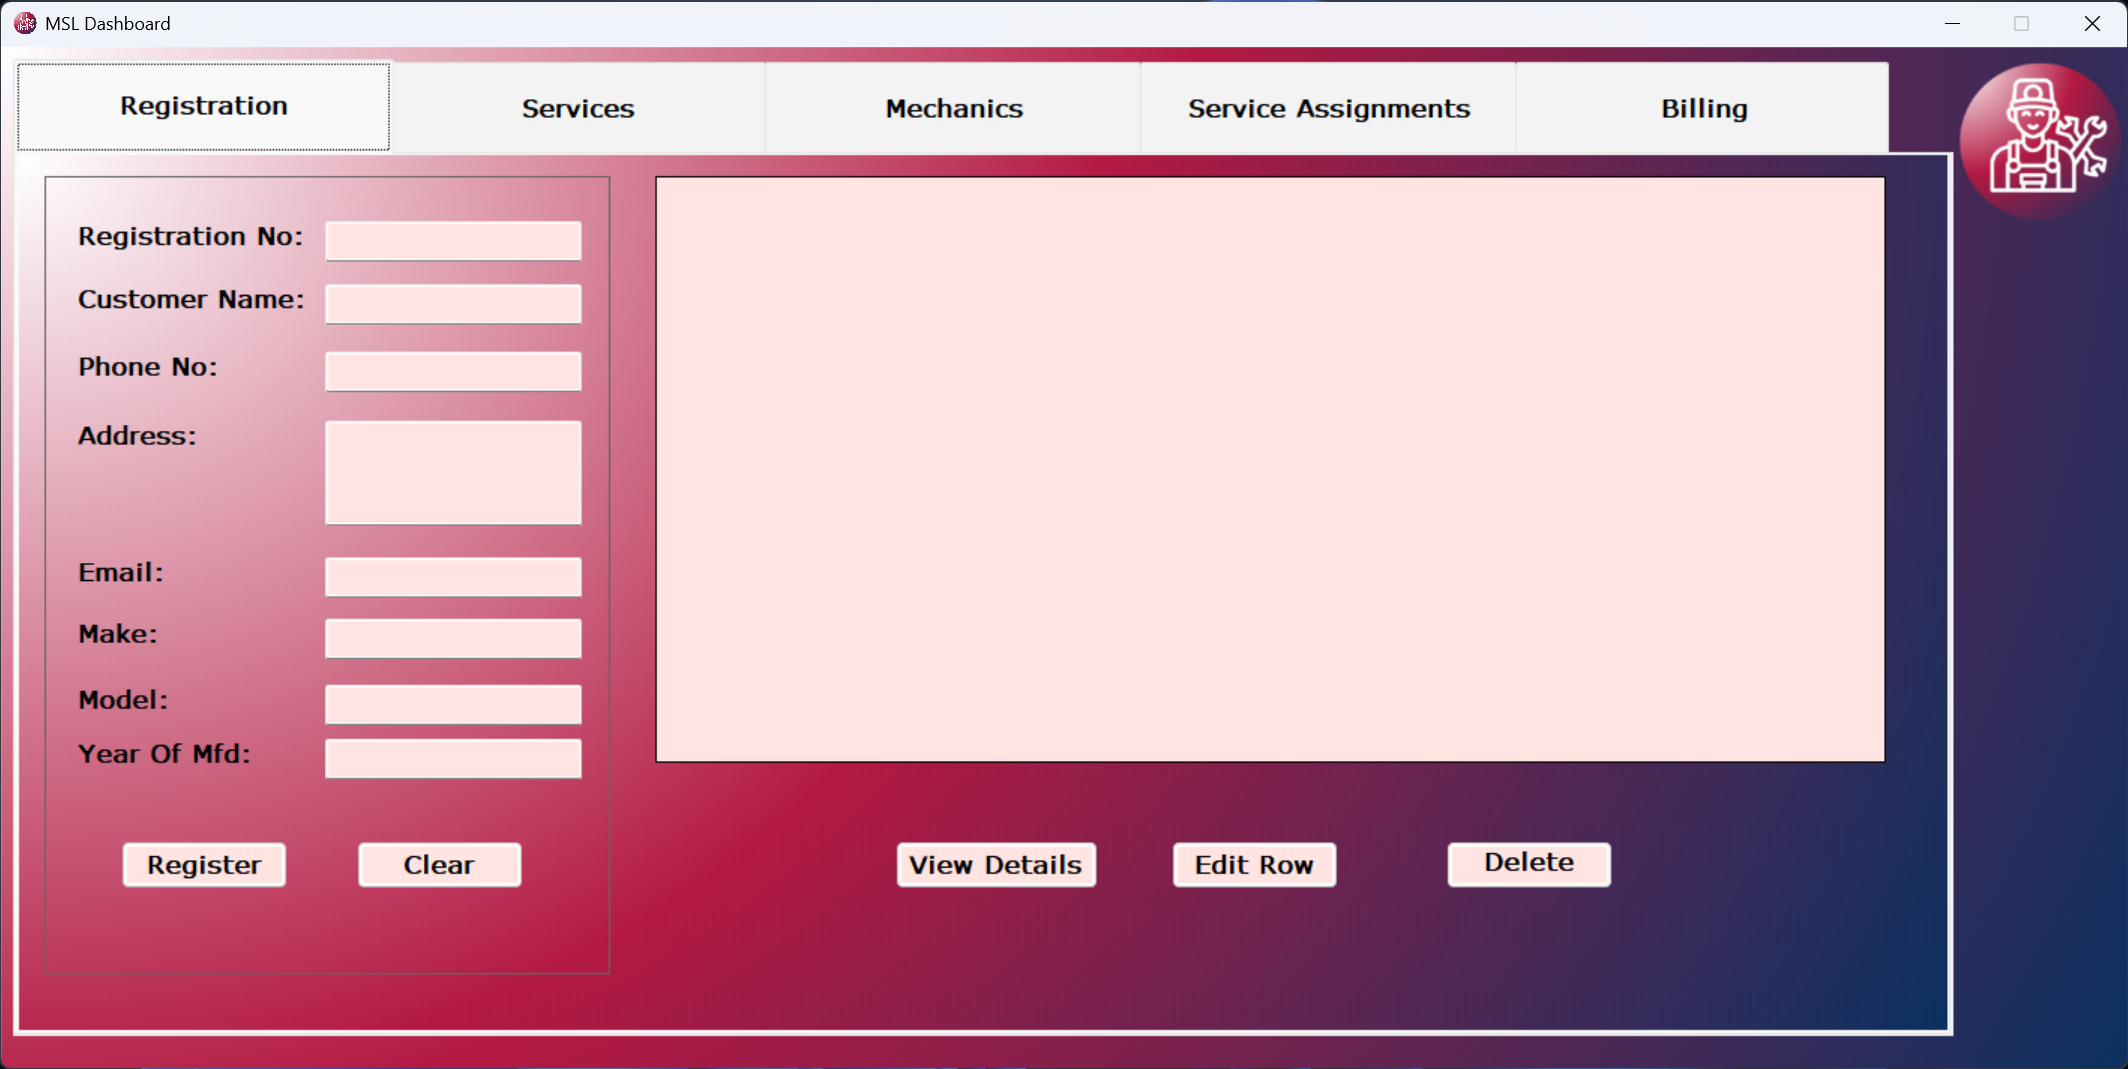 MSL Dashboard
Registration
Services
Mechanics
Service Assignments
Billing
Registration No:
Customer Name:
Phone No:
Address:
Email:
Make:
Model:
Year Of Mfd:
Register
Clear
View Details
Edit Row
Delete